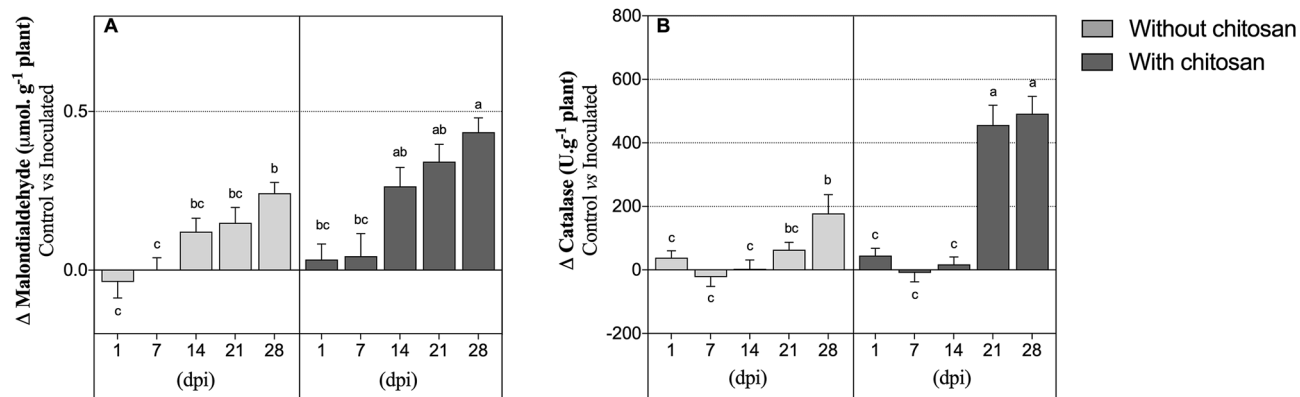 A
Δ Malondialdehyde (μmol. g-1 plant)
Control vs Inoculated
0.5
0.0
c
c
bc
bc
b
bc
bc
ab
ab
a
1 7 14 21 28 1 7 14 21 28
(dpi) (dpi)
B
Δ Catalase (U.g-1 plant)
Control vs Inoculated
800
600
400
200
0
-200
c
c
c
bc
b
c
c
c
a
a
1 7 14 21 28 1 7 14 21 28
(dpi) (dpi)
Without chitosan
With chitosan